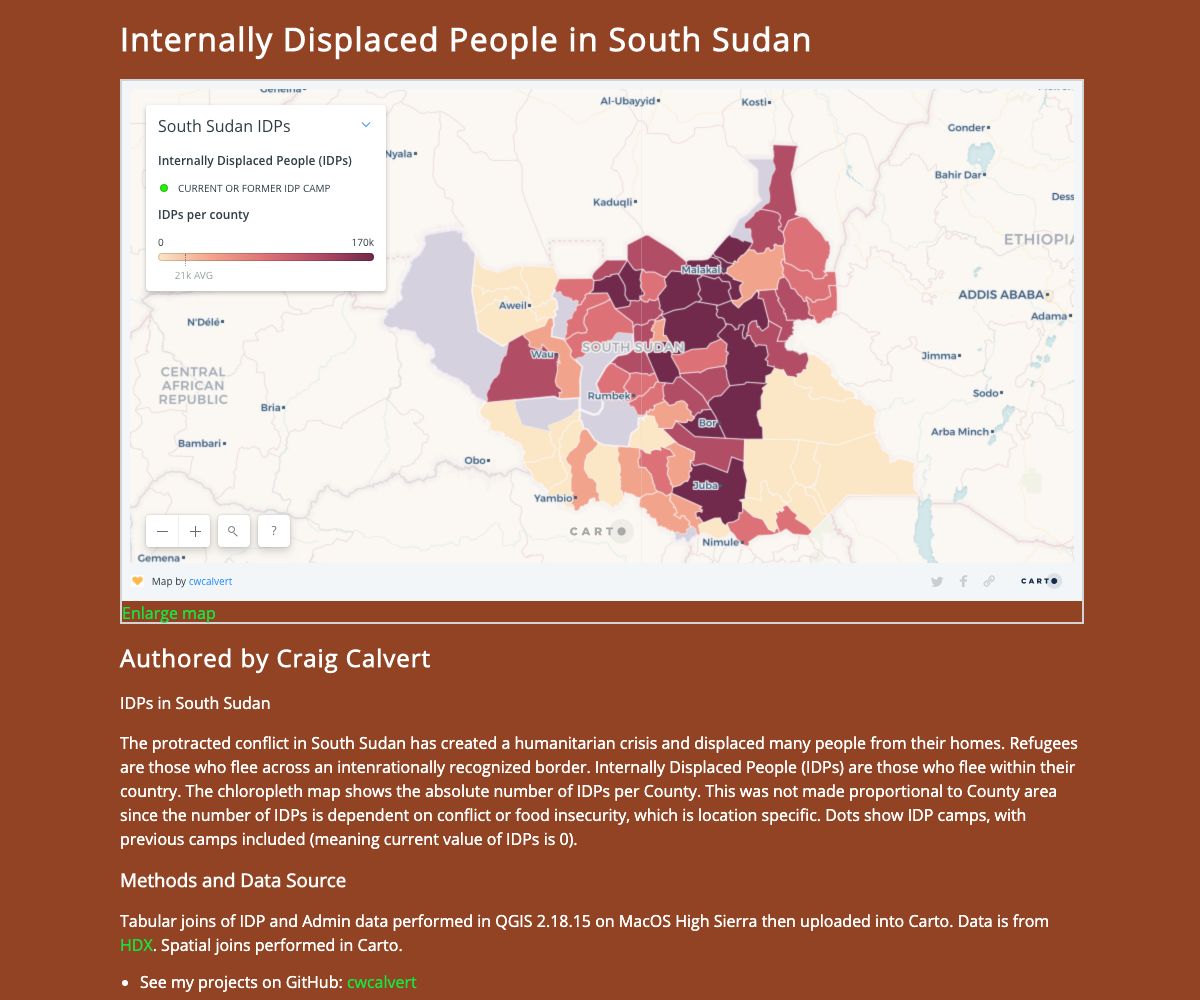 Internally Displaced People in South Sudan
Al-Ubayyid
Kosti
South Sudan IDPs
Gonder
Internally Displaced People (IDPs)
Nyala
Bahir Dar
CURRENT OR FORMER IDP CAMP
Kaduqli
IDPs per county
0
170k
ETHIOPIA
21k AVG
Malakal
ADDIS ABABA
Aweil
Adama
N'Délé
SOUTH SUDAN
Wau
Jimma
CENTRAL
AFRICAN
REPUBLIC
Rumbek
Sodo
Bria
Bor
Arba Minch
Bambari
Obo
Juba
Yambio
CARTO
− + ?
Nimule
Gemena
Map by cwcalvert
CARTO
Enlarge map
Authored by Craig Calvert
IDPs in South Sudan
The protracted conflict in South Sudan has created a humanitarian crisis and displaced many people from their homes. Refugees
are those who flee across an intenrationally recognized border. Internally Displaced People (IDPs) are those who flee within their
country. The chloropleth map shows the absolute number of IDPs per County. This was not made proportional to County area
since the number of IDPs is dependent on conflict or food insecurity, which is location specific. Dots show IDP camps, with
previous camps included (meaning current value of IDPs is 0).
Methods and Data Source
Tabular joins of IDP and Admin data performed in QGIS 2.18.15 on MacOS High Sierra then uploaded into Carto. Data is from
HDX. Spatial joins performed in Carto.
• See my projects on GitHub: cwcalvert